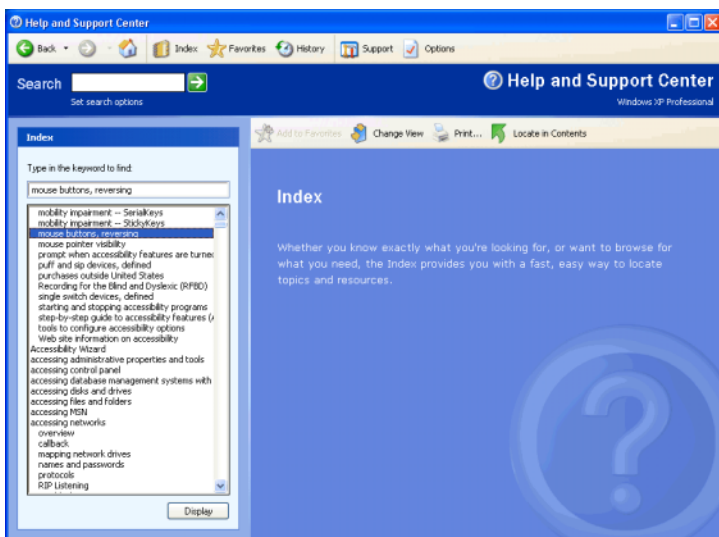 Help and Support Center
Back Index Favorites History Support Options
Search
Set search options
Help and Support Center
Windows XP Professional
Index
Add to Favorites Change View Print... Locate in Contents
Type in the keyword to find:
mouse buttons, reversing
mobility impairment -- SerialKeys
mobility impairment -- StickyKeys
mouse buttons, reversing
mouse pointer visibility
prompt when accessibility features are turne
puff and sip devices, defined
purchases outside United States
Recording for the Blind and Dyslexic (RFBD)
single switch devices, defined
starting and stopping accessibility programs
step-by-step guide to accessibility features (
tools to configure accessibility options
Web site information on accessibility
Accessibility Wizard
accessing administrative properties and tools
accessing control panel
accessing database management systems with
accessing disks and drives
accessing files and folders
accessing MSN
accessing networks
overview
callback
mapping network drives
names and passwords
protocols
RIP Listening
Display
Index
Whether you know exactly what you're looking for, or want to browse for
what you need, the Index provides you with a fast, easy way to locate
topics and resources.